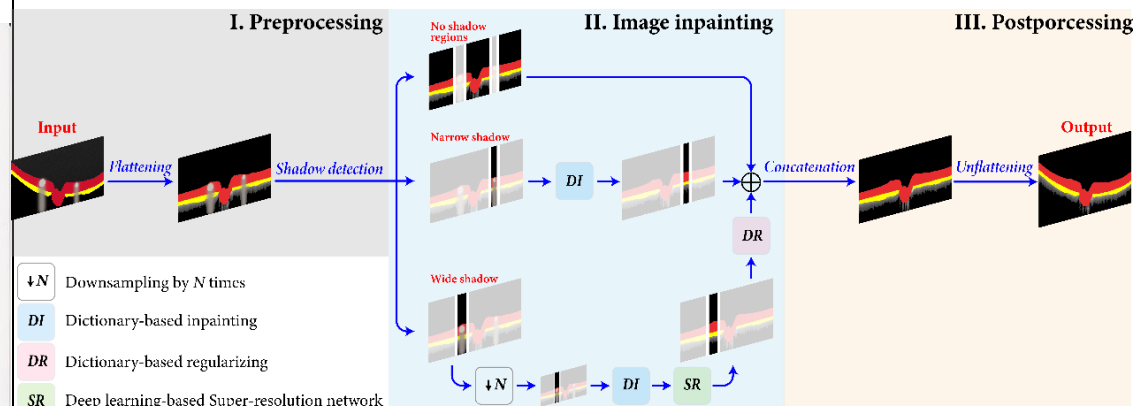 I. Preprocessing
II. Image inpainting
III. Postporcessing
No shadow
regions
Input
Flattening
Shadow detection
Narrow shadow
DI
Concatenation
Unflattening
Output
DR
Wide shadow
↓N
DI
SR
↓N Downsampling by N times
DI Dictionary-based inpainting
DR Dictionary-based regularizing
SR Deep learning-based Super-resolution network